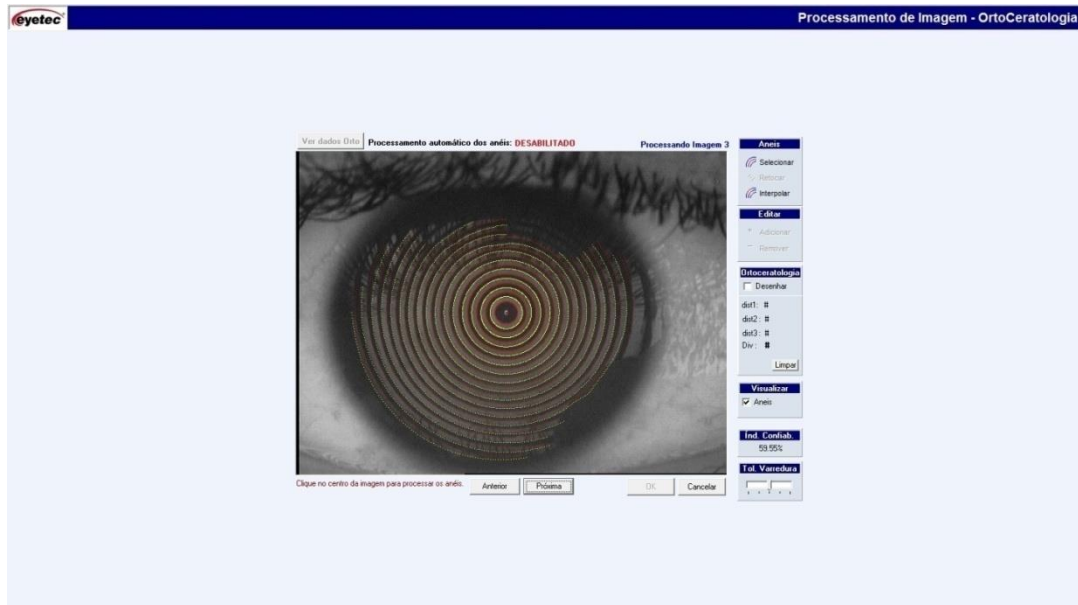 eyetec
Processamento de Imagem - OrtoCeratologia
Ver dados Orto Processamento automático dos anéis: DESABILITADO Processando Imagem 3
Aneis
Selecionar
Retocar
Interpolar
Editar
Adicionar
Remover
Ortoceratologia
Desenhar
dist1: #
dist2: #
dist3: #
Div: #
Limpar
Visualizar
Aneis
Índ. Confiab.
59.55%
Tol. Varredura
Clique no centro da imagem para processar os anéis. Anterior Próxima OK Cancelar